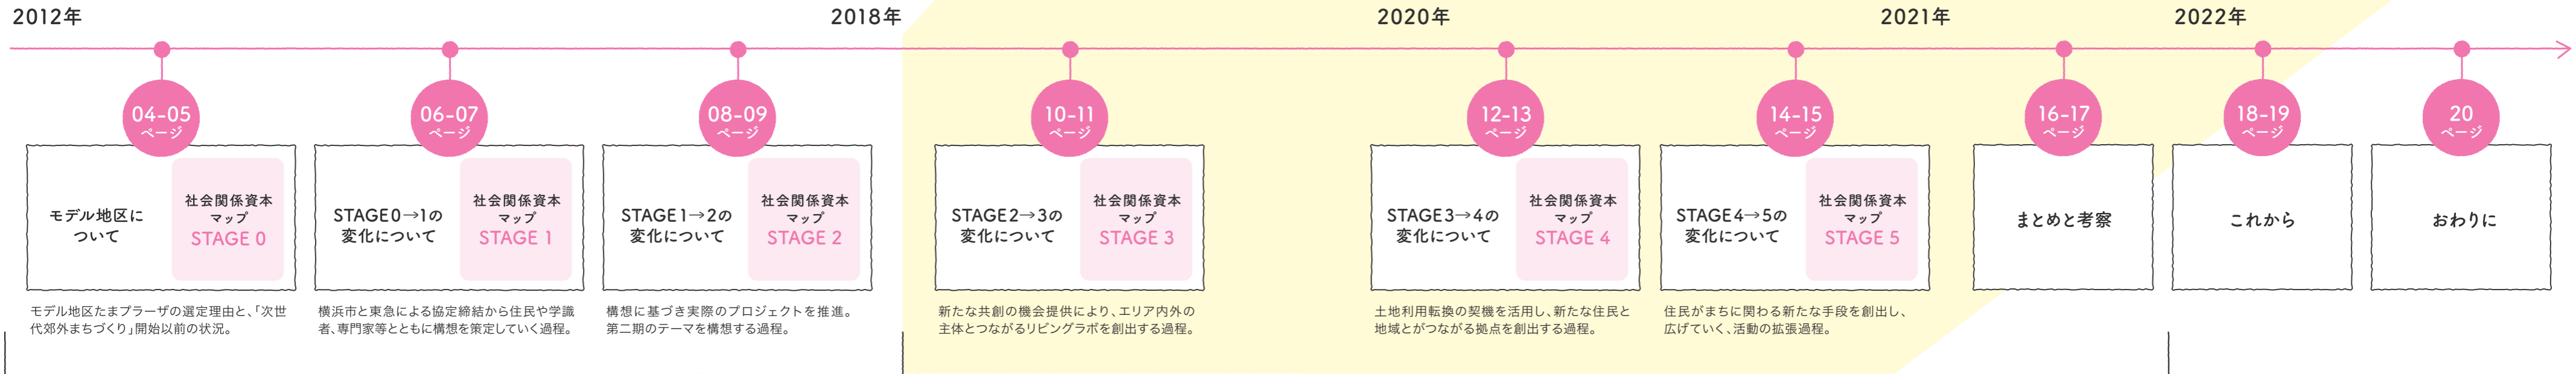 2012年
2018年
2020年
2021年
2022年
04-05
ページ
モデル地区に
ついて
社会関係資本
マップ
STAGE 0
モデル地区たまプラーザの選定理由と、「次世
代郊外まちづくり」開始以前の状況。
06-07
ページ
STAGE0→1の
変化について
社会関係資本
マップ
STAGE 1
横浜市と東急による協定締結から住民や学識
者、専門家等とともに構想を策定していく過程。
08-09
ページ
STAGE1→2の
変化について
社会関係資本
マップ
STAGE 2
構想に基づき実際のプロジェクトを推進。
第二期のテーマを構想する過程。
10-11
ページ
STAGE2→3の
変化について
社会関係資本
マップ
STAGE 3
新たな共創の機会提供により、エリア内外の
主体とつながるリビングラボを創出する過程。
12-13
ページ
STAGE3→4の
変化について
社会関係資本
マップ
STAGE 4
土地利用転換の契機を活用し、新たな住民と
地域とがつながる拠点を創出する過程。
14-15
ページ
STAGE4→5の
変化について
社会関係資本
マップ
STAGE 5
住民がまちに関わる新たな手段を創出し、
広げていく、活動の拡張過程。
16-17
ページ
まとめと考察
18-19
ページ
これから
20
ページ
おわりに